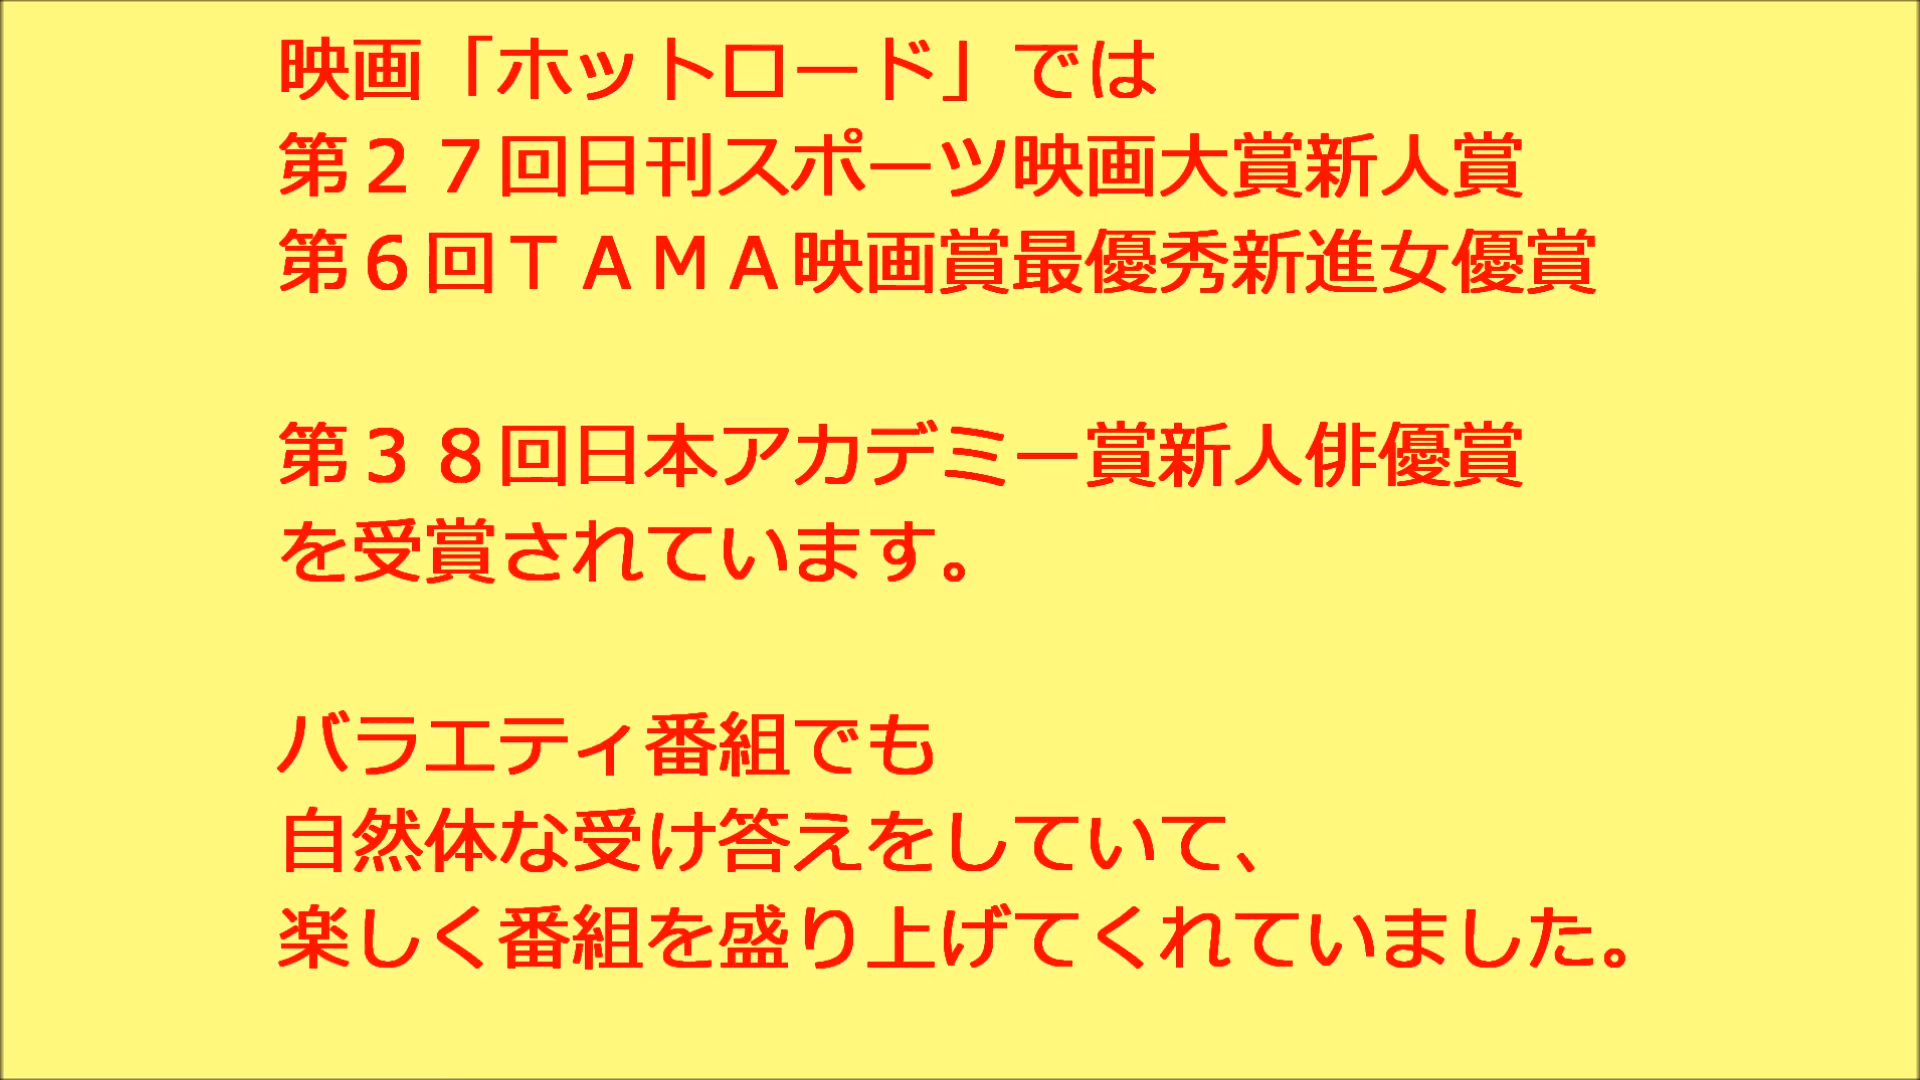 映画「ホットロード」では
第２７回日刊スポーツ映画大賞新人賞
第６回ＴＡＭＡ映画賞最優秀新進女優賞
第３８回日本アカデミー賞新人俳優賞
を受賞されています。
バラエティ番組でも
自然体な受け答えをしていて、
楽しく番組を盛り上げてくれていました。